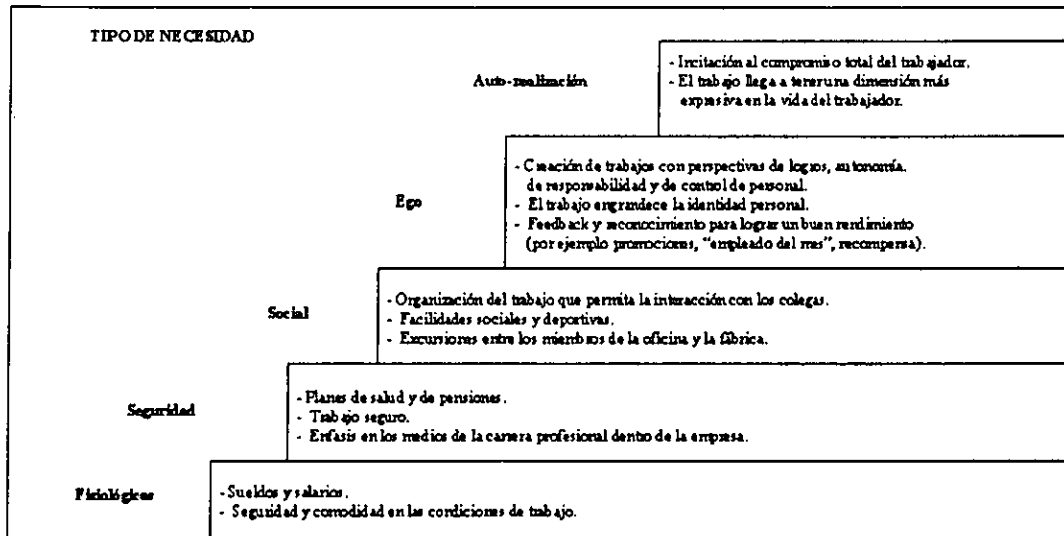 TIPO DE NECESIDAD
Auto-realización
- Incitación al compromiso total del trabajador.
- El trabajo llega a tener una dimensión más
expresiva en la vida del trabajador.
Ego
- Creación de trabajos con perspectivas de logros, autonomía,
de responsabilidad y de control de personal.
- El trabajo engrandece la identidad personal.
- Feedback y reconocimiento para lograr un buen rendimiento
(por ejemplo promociones, "empleado del mes", recompensa).
Social
- Organización del trabajo que permita la interacción con los colegas.
- Facilidades sociales y deportivas.
- Excursiones entre los miembros de la oficina y la fábrica.
Seguridad
- Planes de salud y de pensiones.
- Trabajo seguro.
- Enfasis en los medios de la carrera profesional dentro de la empresa.
Fisiológicas
- Sueldos y salarios.
- Seguridad y comodidad en las condiciones de trabajo.